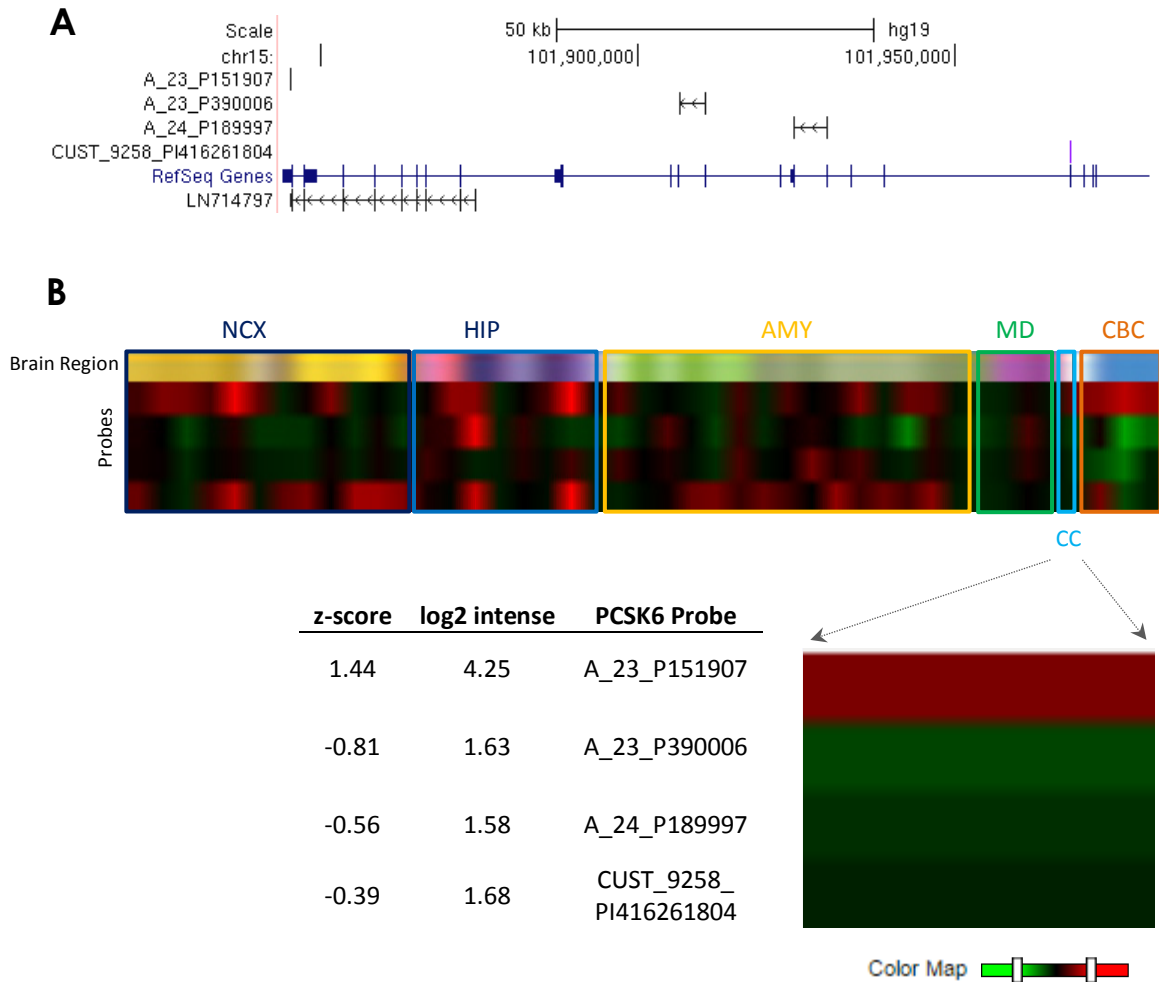 A
Scale 50 kb hg19
chr15: 101,900,000 101,950,000
A_23_P151907
A_23_P390006
A_24_P189997
CUST_9258_PI416261804
RefSeq Genes
LN714797
B
NCX HIP AMY MD CBC
Brain Region
Probes
CC
z-score log2 intense PCSK6 Probe
1.44 4.25 A_23_P151907
-0.81 1.63 A_23_P390006
-0.56 1.58 A_24_P189997
-0.39 1.68 CUST_9258_
PI416261804
Color Map